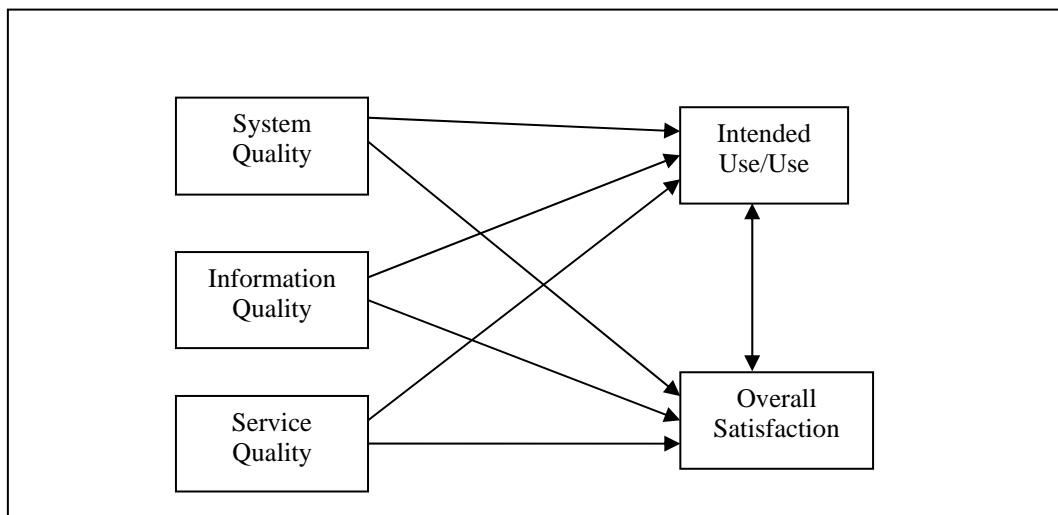 System
Quality
Intended
Use/Use
Information
Quality
Service
Quality
Overall
Satisfaction